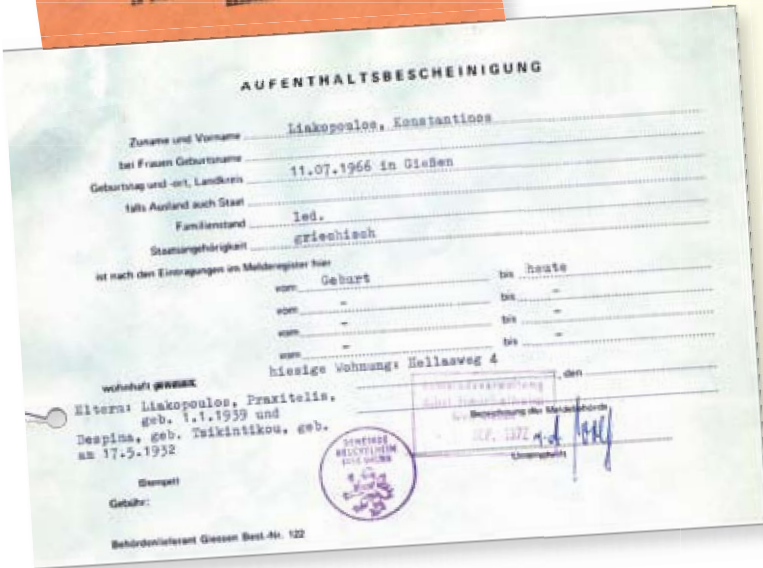 AUFENTHALTSBESCHEINIGUNG
Zuname und Vorname Liakopoulos, Konstantinos
bei Frauen Geburtsname
Geburtstag und -ort, Landkreis 11.07.1966 in Gießen
falls Ausland auch Staat
Familienstand led.
Staatsangehörigkeit griechisch
ist nach den Eintragungen im Melderegister hier
vom Geburt bis heute
vom - bis -
vom - bis -
vom - bis -
hiesige Wohnung: Hellasweg 4
wohnhaft gewesen , den
Eltern: Liakopoulos, Praxitelis,
geb. 1.1.1939 und
Despina, geb. Tsikintikou, geb.
am 17.5.1932
Bezeichnung der Meldebehörde
SEP. 1972
Unterschrift
GEMEINDE
HEUCHELHEIM
(Stempel)
Gebühr:
Behördenlieferant Giessen Best.-Nr. 122